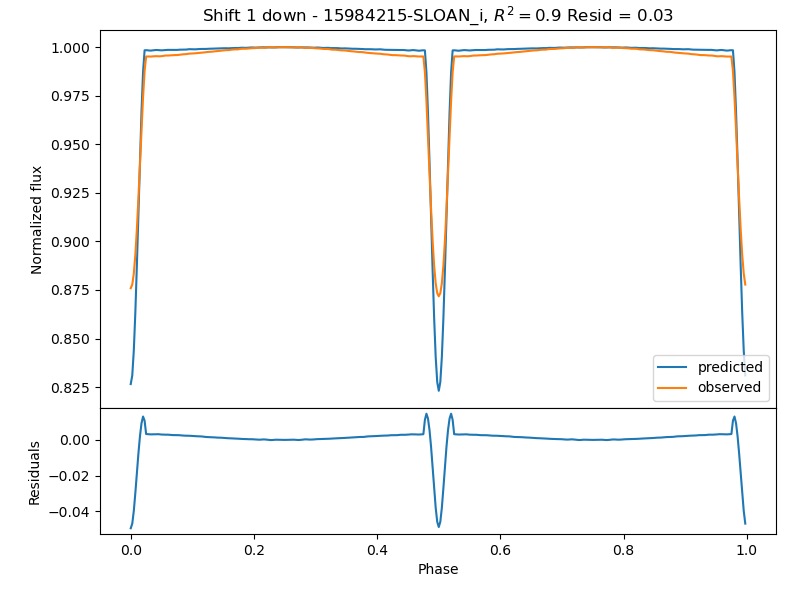 Shift 1 down - 15984215-SLOAN_i, $R^2 = 0.9$ Resid = 0.03
1.000
0.975
0.950
0.925
0.900
0.875
0.850
0.825
Normalized flux
predicted
observed
0.00
−0.02
−0.04
Residuals
0.0 0.2 0.4 0.6 0.8 1.0
Phase